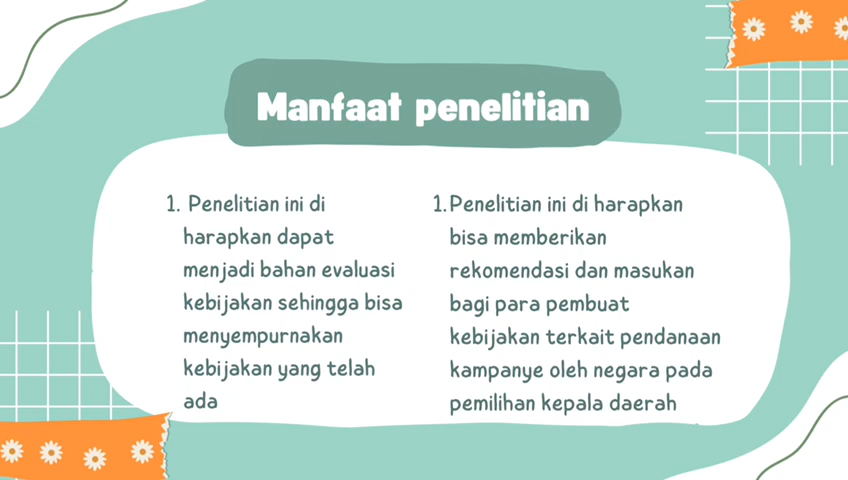 Manfaat penelitian
1. Penelitian ini di
harapkan dapat
menjadi bahan evaluasi
kebijakan sehingga bisa
menyempurnakan
kebijakan yang telah
ada
1. Penelitian ini di harapkan
bisa memberikan
rekomendasi dan masukan
bagi para pembuat
kebijakan terkait pendanaan
kampanye oleh negara pada
pemilihan kepala daerah